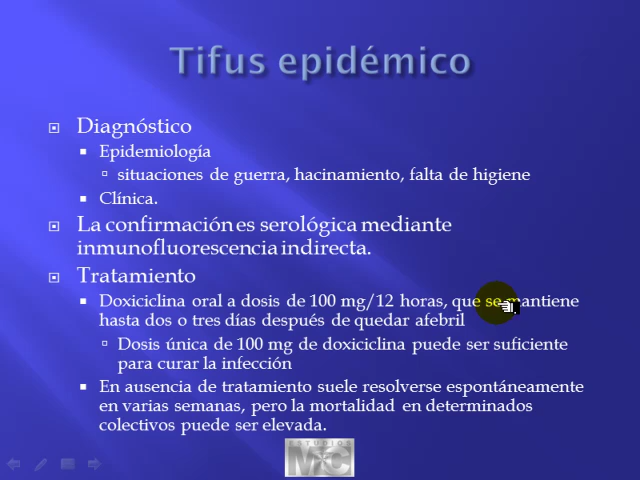 Tifus epidémico
Diagnóstico
Epidemiología
situaciones de guerra, hacinamiento, falta de higiene
Clínica.
La confirmación es serológica mediante
inmunofluorescencia indirecta.
Tratamiento
Doxiciclina oral a dosis de 100 mg/12 horas, que se mantiene
hasta dos o tres días después de quedar afebril
Dosis única de 100 mg de doxiciclina puede ser suficiente
para curar la infección
En ausencia de tratamiento suele resolverse espontáneamente
en varias semanas, pero la mortalidad en determinados
colectivos puede ser elevada.
ESTUDIOS
MC